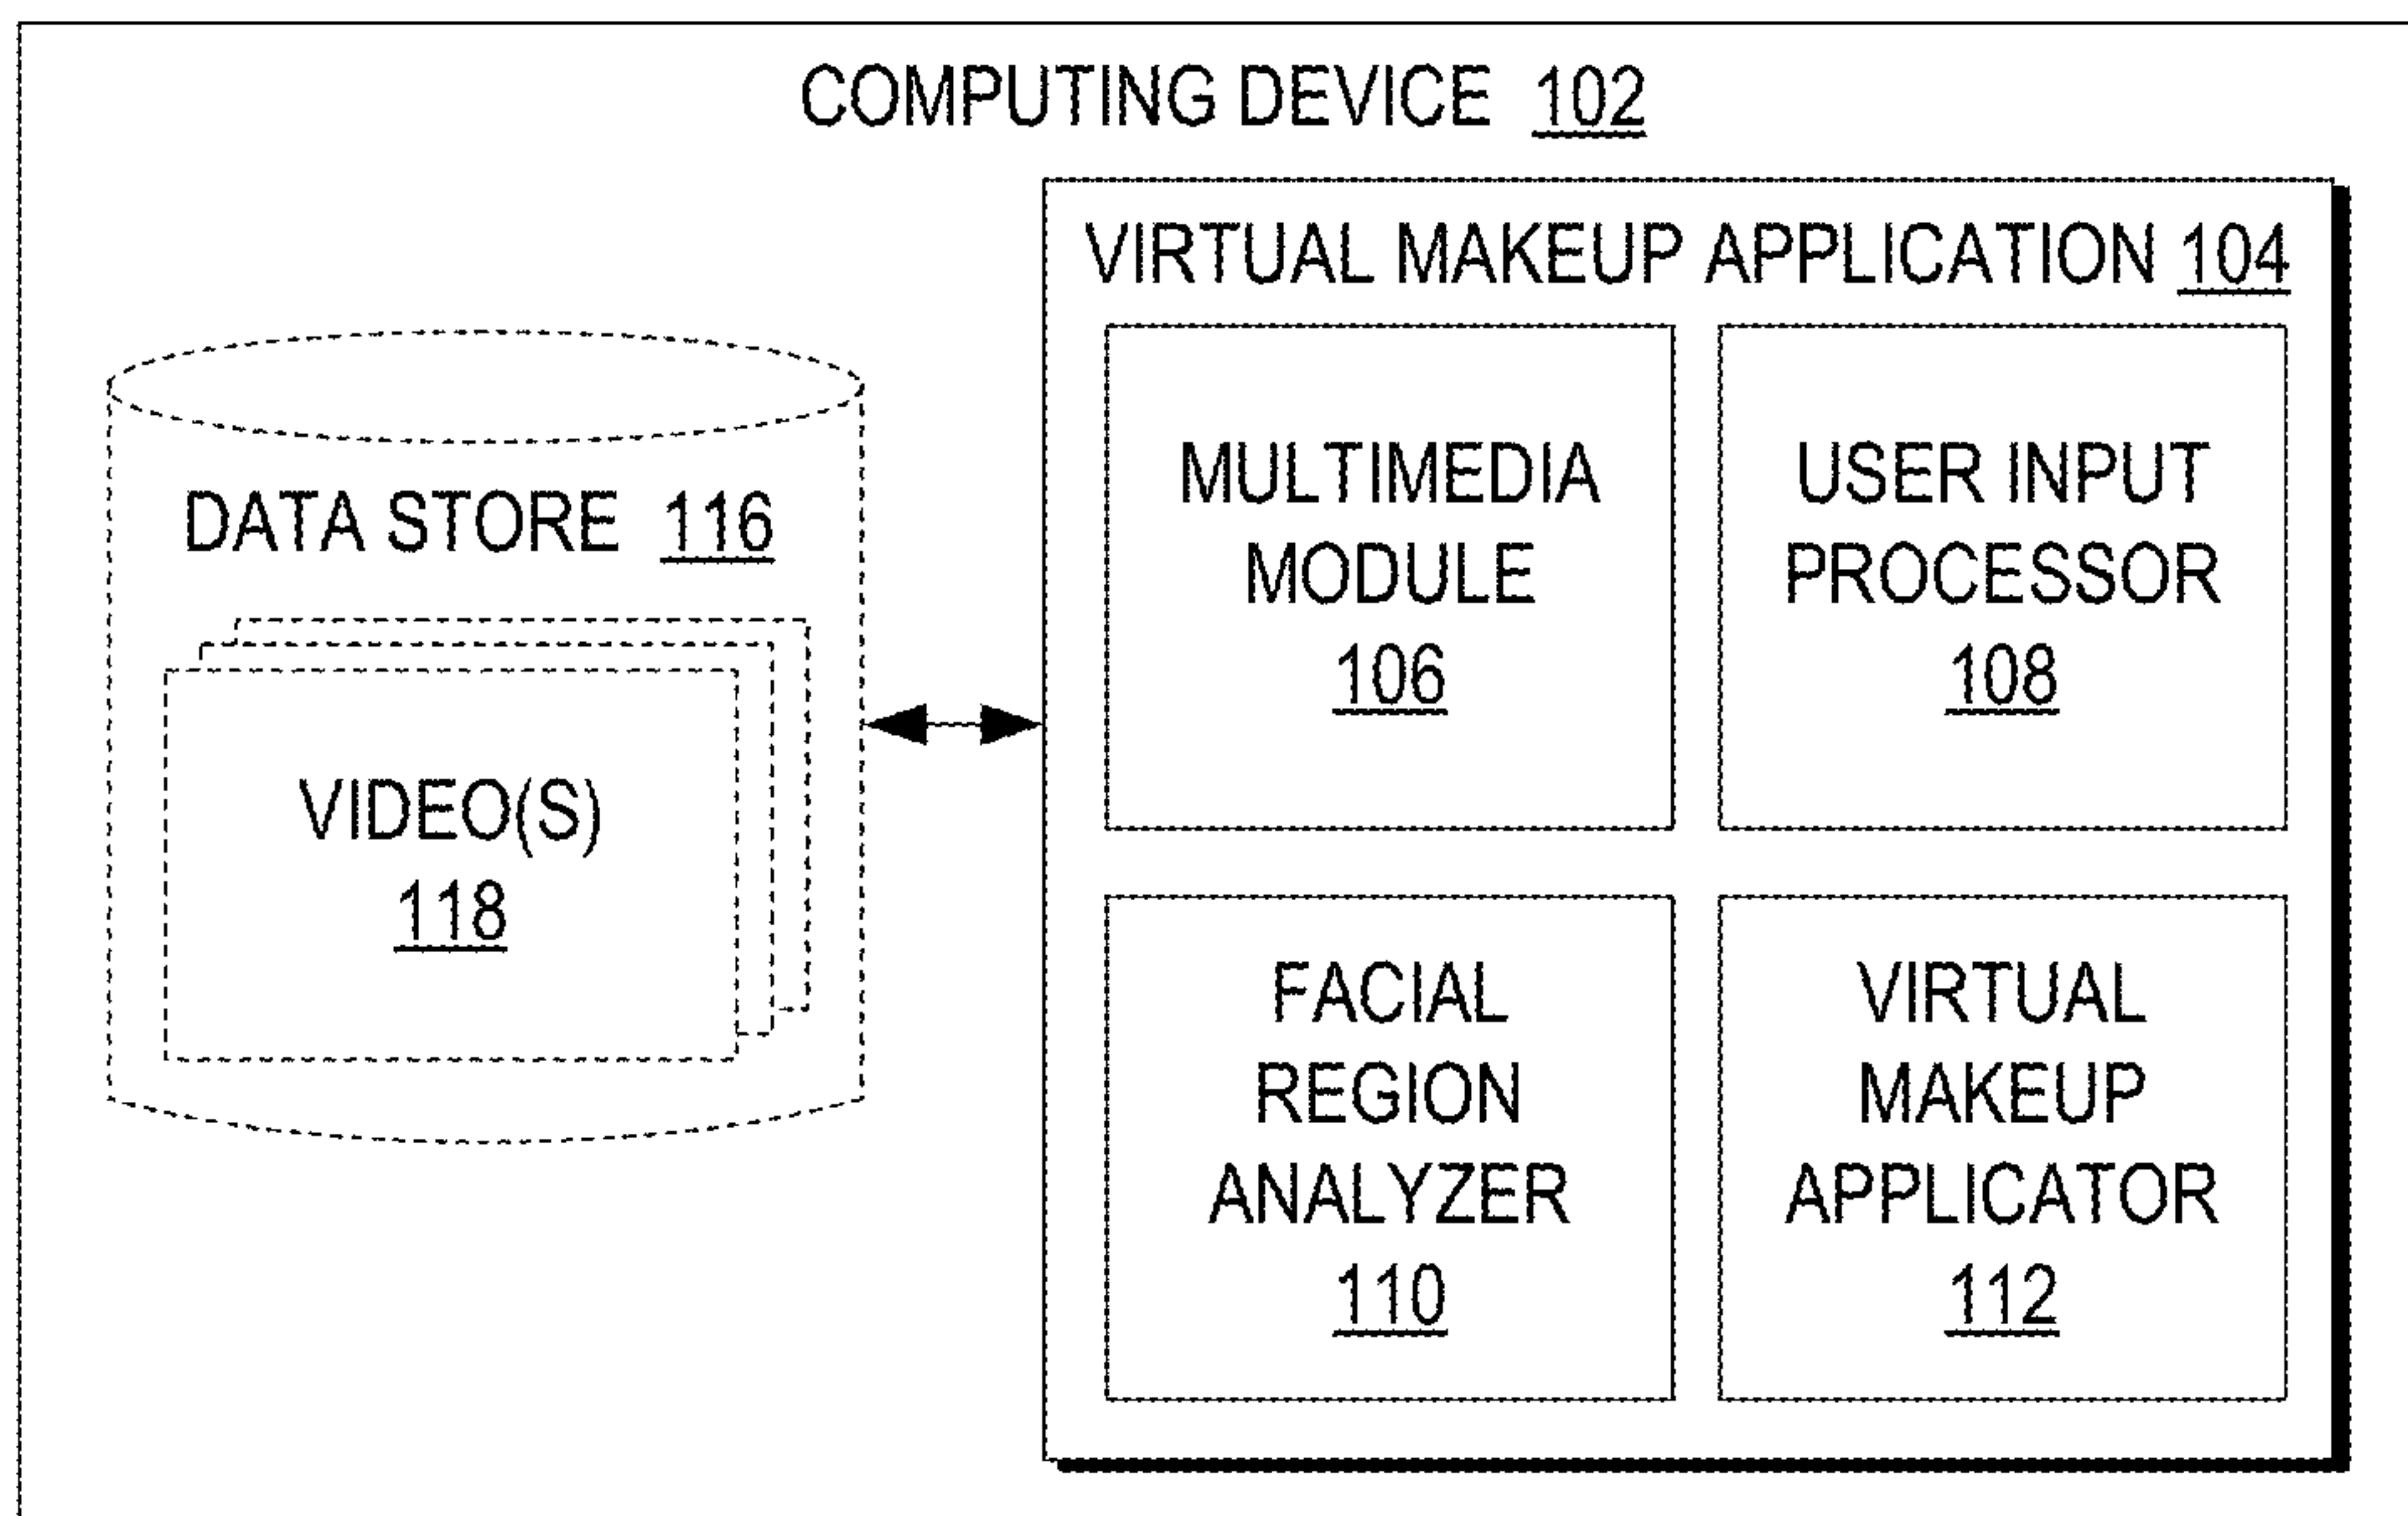 COMPUTING DEVICE 102
VIRTUAL MAKEUP APPLICATION 104
DATA STORE 116
VIDEO(S)
118
MULTIMEDIA
MODULE
106
USER INPUT
PROCESSOR
108
FACIAL
REGION
ANALYZER
110
VIRTUAL
MAKEUP
APPLICATOR
112